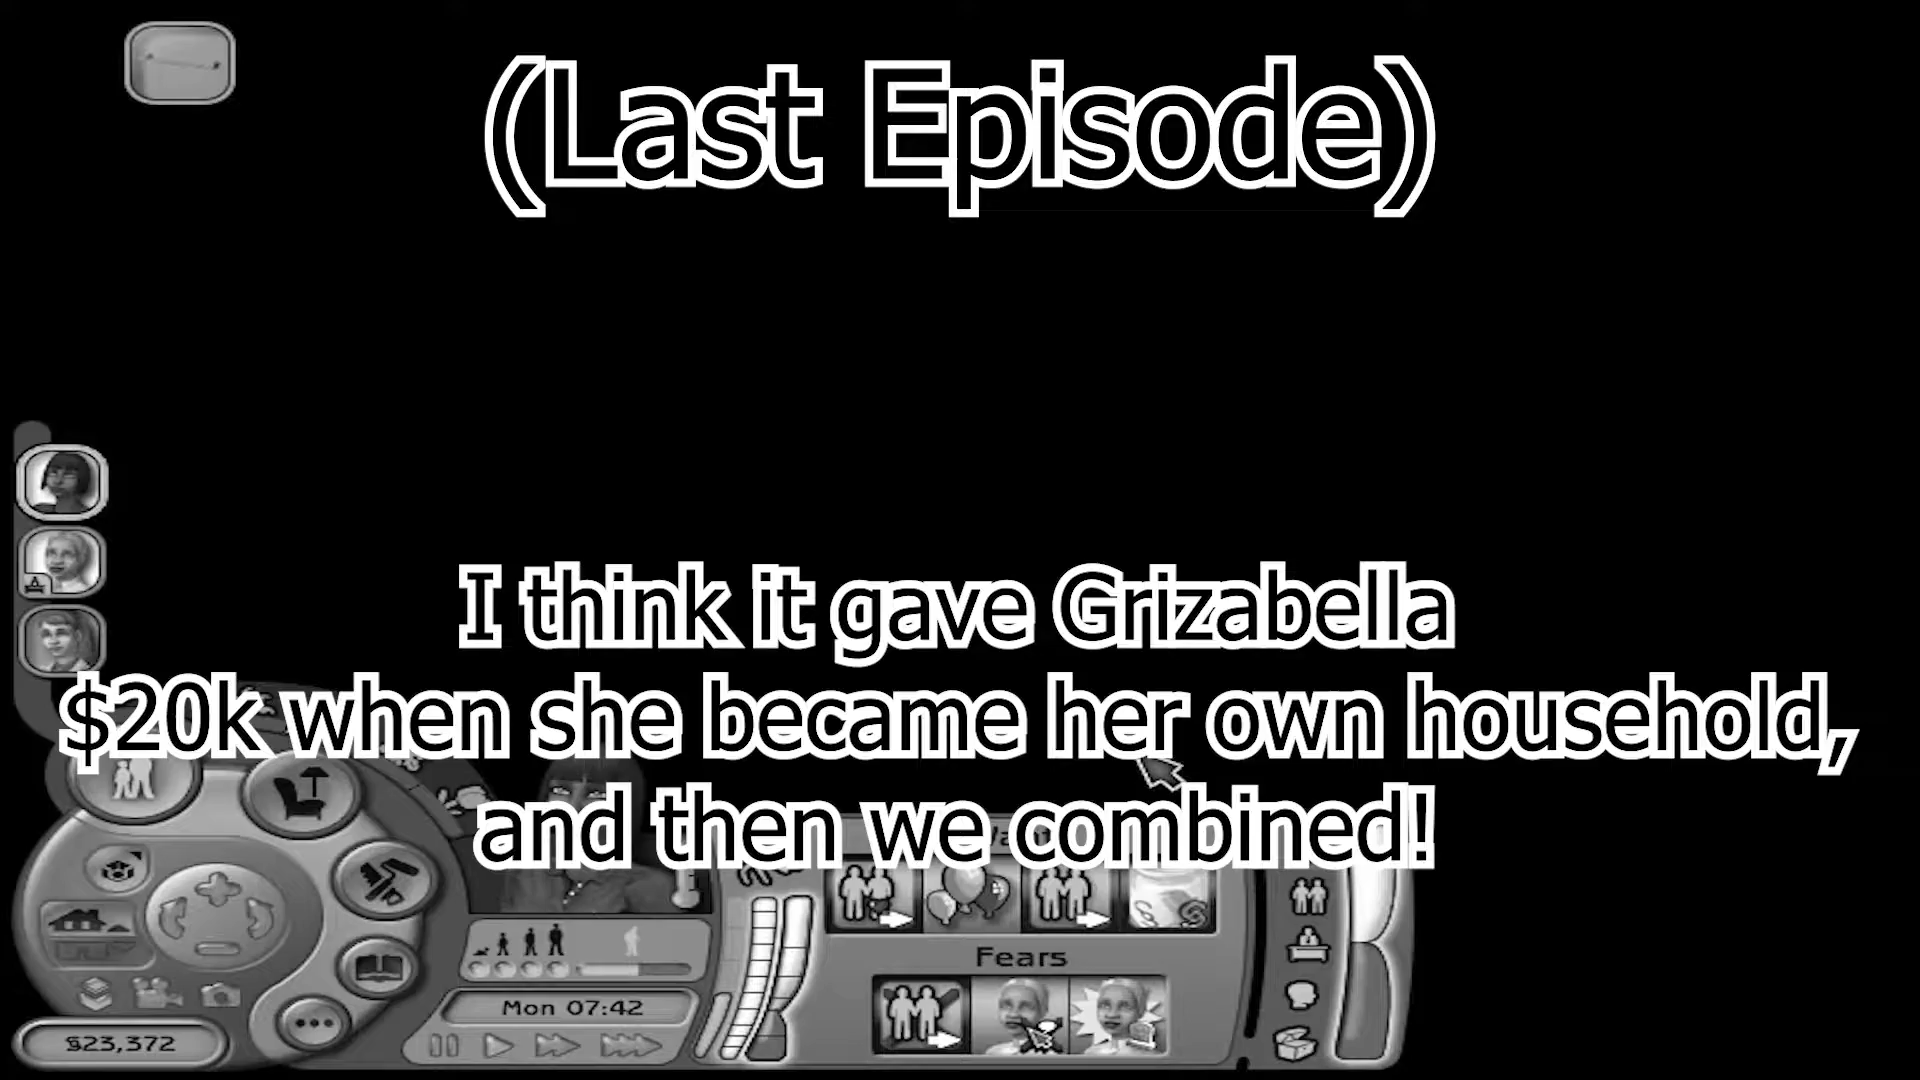 (Last Episode)
I think it gave Grizabella
$20k when she became her own household,
and then we combined!
Fears
Mon 07:42
§23,372